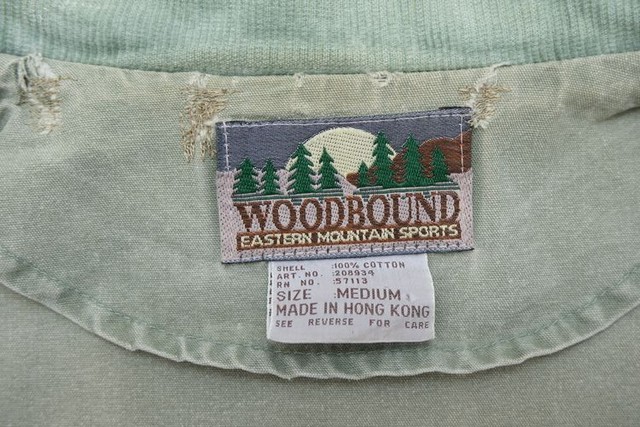 WOODBOUND
EASTERN MOUNTAIN SPORTS
SHELL :100% COTTON
ART. NO. :208934
RN NO. :57113
SIZE :MEDIUM
MADE IN HONG KONG
SEE REVERSE FOR CARE